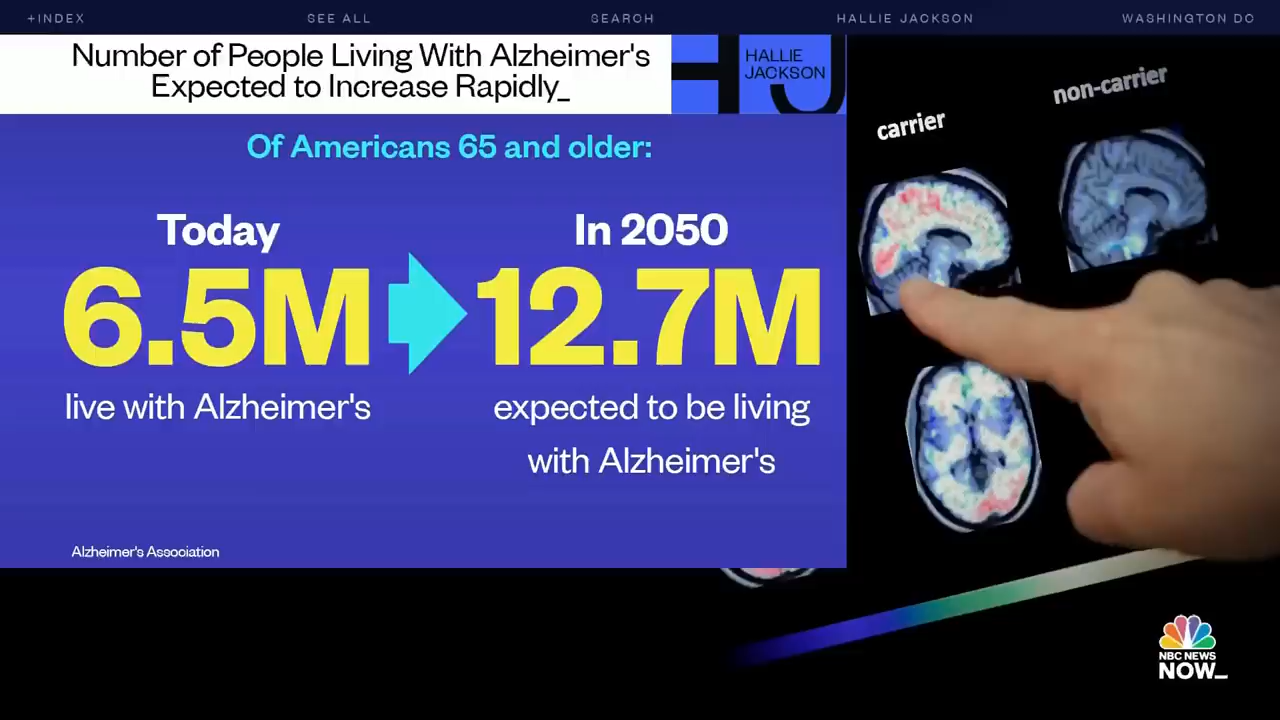 +INDEX
SEE ALL
SEARCH
HALLIE JACKSON
WASHINGTON DC
Number of People Living With Alzheimer's
Expected to Increase Rapidly_
HALLIE
JACKSON
Of Americans 65 and older:
Today
6.5M
live with Alzheimer's
In 2050
12.7M
expected to be living
with Alzheimer's
Alzheimer's Association
carrier
non-carrier
NBC NEWS
NOW_